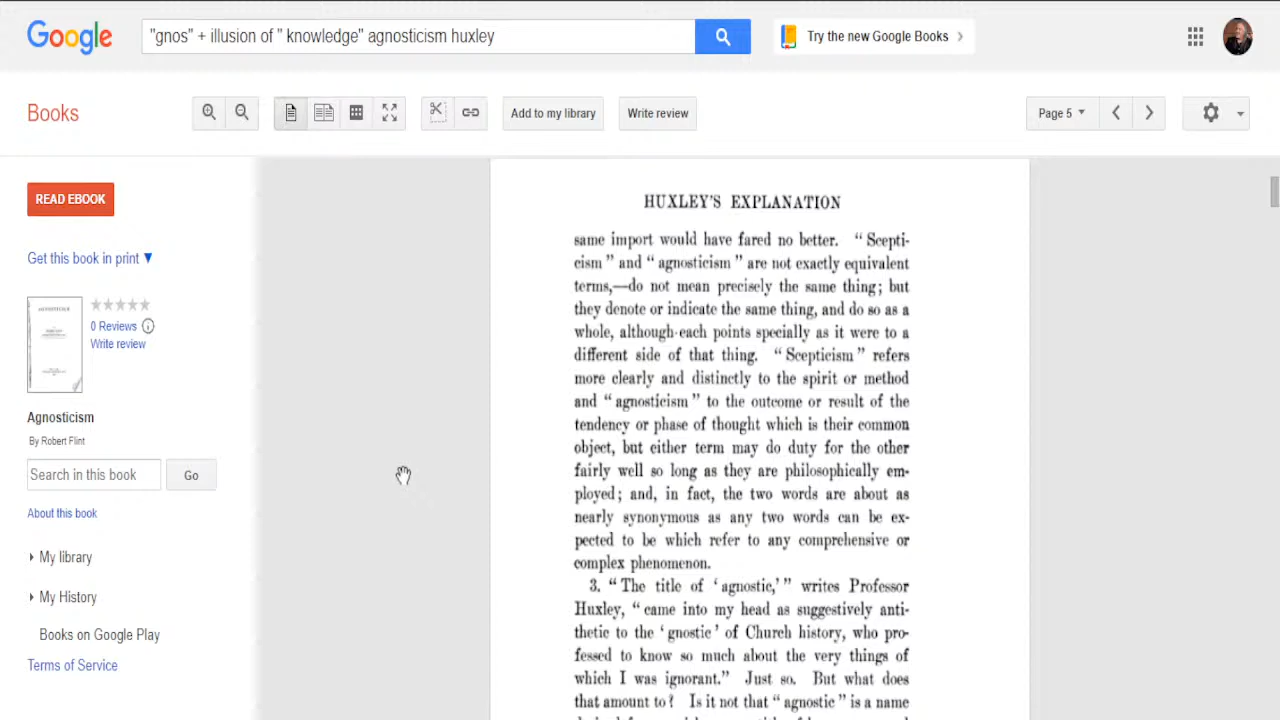 Google
"gnos" + illusion of " knowledge" agnosticism huxley
Try the new Google Books
Books
Add to my library
Write review
Page 5
READ EBOOK
Get this book in print ▼
0 Reviews
Write review
Agnosticism
By Robert Flint
Search in this book
Go
About this book
My library
My History
Books on Google Play
Terms of Service
HUXLEY'S EXPLANATION
same import would have fared no better. "Scepti-
cism" and "agnosticism" are not exactly equivalent
terms,—do not mean precisely the same thing; but
they denote or indicate the same thing, and do so as a
whole, although each points specially as it were to a
different side of that thing. "Scepticism" refers
more clearly and distinctly to the spirit or method
and "agnosticism" to the outcome or result of the
tendency or phase of thought which is their common
object, but either term may do duty for the other
fairly well so long as they are philosophically em-
ployed; and, in fact, the two words are about as
nearly synonymous as any two words can be ex-
pected to be which refer to any comprehensive or
complex phenomenon.
3. "The title of 'agnostic,'" writes Professor
Huxley, "came into my head as suggestively anti-
thetic to the 'gnostic' of Church history, who pro-
fessed to know so much about the very things of
which I was ignorant." Just so. But what does
that amount to? Is it not that "agnostic" is a name